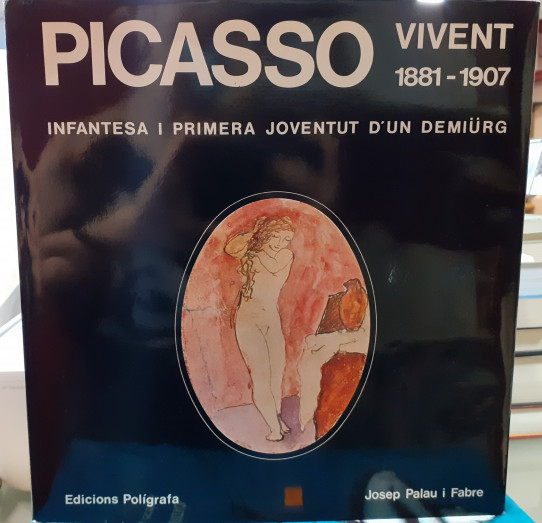 PICASSO VIVENT
1881-1907
INFANTESA I PRIMERA JOVENTUT D'UN DEMIÜRG
Edicions Polígrafa
Josep Palau i Fabre